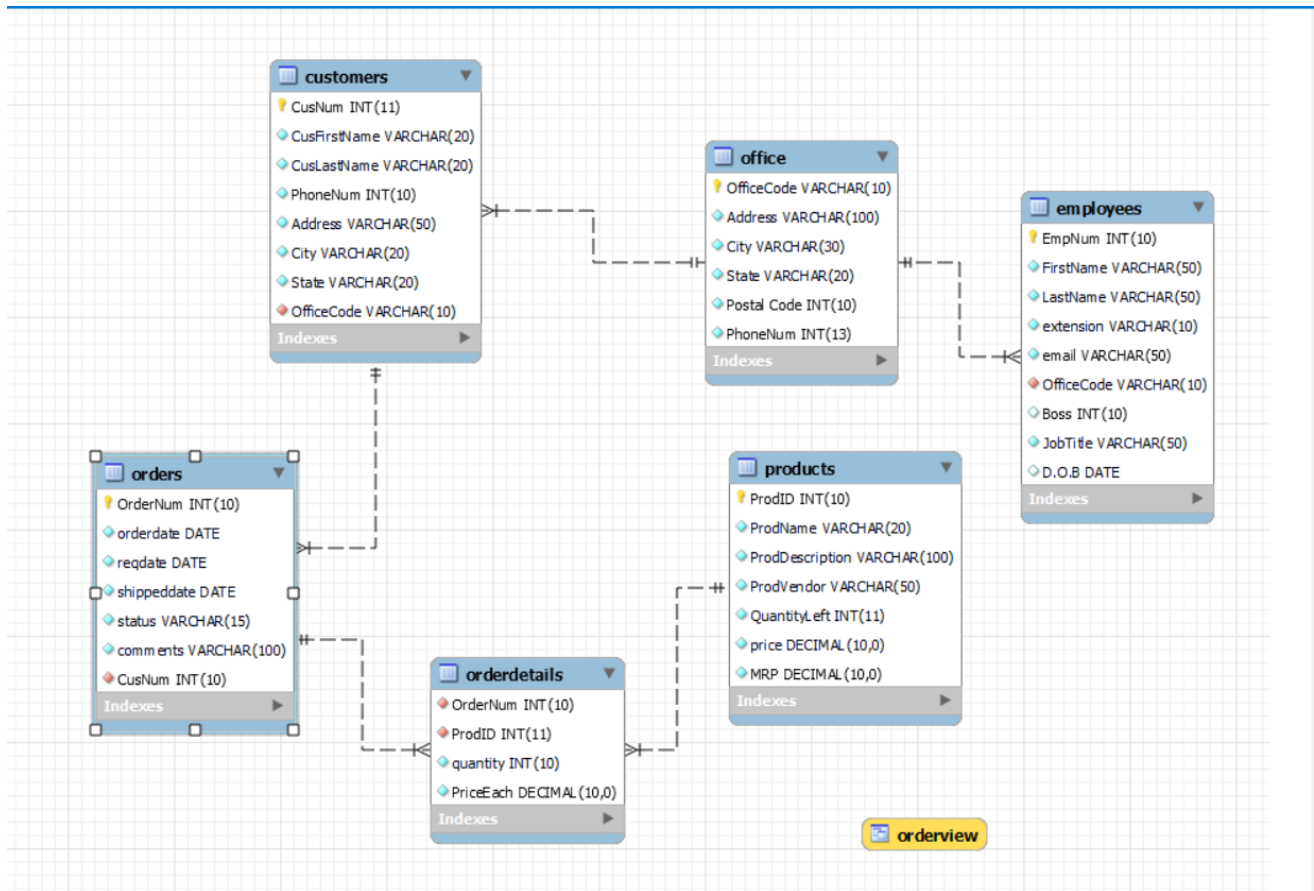 customers
CusNum INT(11)
CusFirstName VARCHAR(20)
CusLastName VARCHAR(20)
PhoneNum INT(10)
Address VARCHAR(50)
City VARCHAR(20)
State VARCHAR(20)
OfficeCode VARCHAR(10)
Indexes
office
OfficeCode VARCHAR(10)
Address VARCHAR(100)
City VARCHAR(30)
State VARCHAR(20)
Postal Code INT(10)
PhoneNum INT(13)
Indexes
employees
EmpNum INT(10)
FirstName VARCHAR(50)
LastName VARCHAR(50)
extension VARCHAR(10)
email VARCHAR(50)
OfficeCode VARCHAR(10)
Boss INT(10)
JobTitle VARCHAR(50)
D.O.B DATE
Indexes
orders
OrderNum INT(10)
orderdate DATE
reqdate DATE
shippeddate DATE
status VARCHAR(15)
comments VARCHAR(100)
CusNum INT(10)
Indexes
products
ProdID INT(10)
ProdName VARCHAR(20)
ProdDescription VARCHAR(100)
ProdVendor VARCHAR(50)
QuantityLeft INT(11)
price DECIMAL(10,0)
MRP DECIMAL(10,0)
Indexes
orderdetails
OrderNum INT(10)
ProdID INT(11)
quantity INT(10)
PriceEach DECIMAL(10,0)
Indexes
orderview